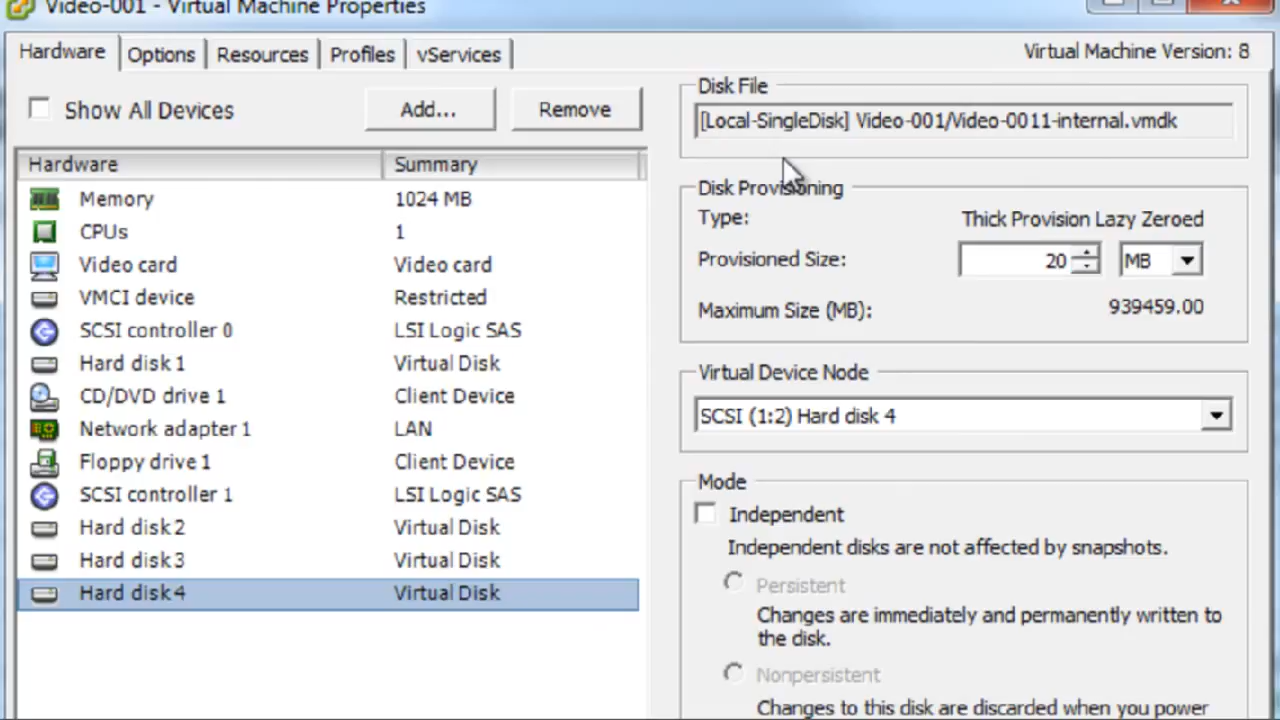 Video-001 - Virtual Machine Properties
Hardware Options Resources Profiles vServices
Virtual Machine Version: 8
Show All Devices
Add...
Remove
Hardware Summary
Memory 1024 MB
CPUs 1
Video card Video card
VMCI device Restricted
SCSI controller 0 LSI Logic SAS
Hard disk 1 Virtual Disk
CD/DVD drive 1 Client Device
Network adapter 1 LAN
Floppy drive 1 Client Device
SCSI controller 1 LSI Logic SAS
Hard disk 2 Virtual Disk
Hard disk 3 Virtual Disk
Hard disk 4 Virtual Disk
Disk File
[Local-SingleDisk] Video-001/Video-0011-internal.vmdk
Disk Provisioning
Type: Thick Provision Lazy Zeroed
Provisioned Size: 20 MB
Maximum Size (MB): 939459.00
Virtual Device Node
SCSI (1:2) Hard disk 4
Mode
Independent
Independent disks are not affected by snapshots.
Persistent
Changes are immediately and permanently written to
the disk.
Nonpersistent
Changes to this disk are discarded when you power